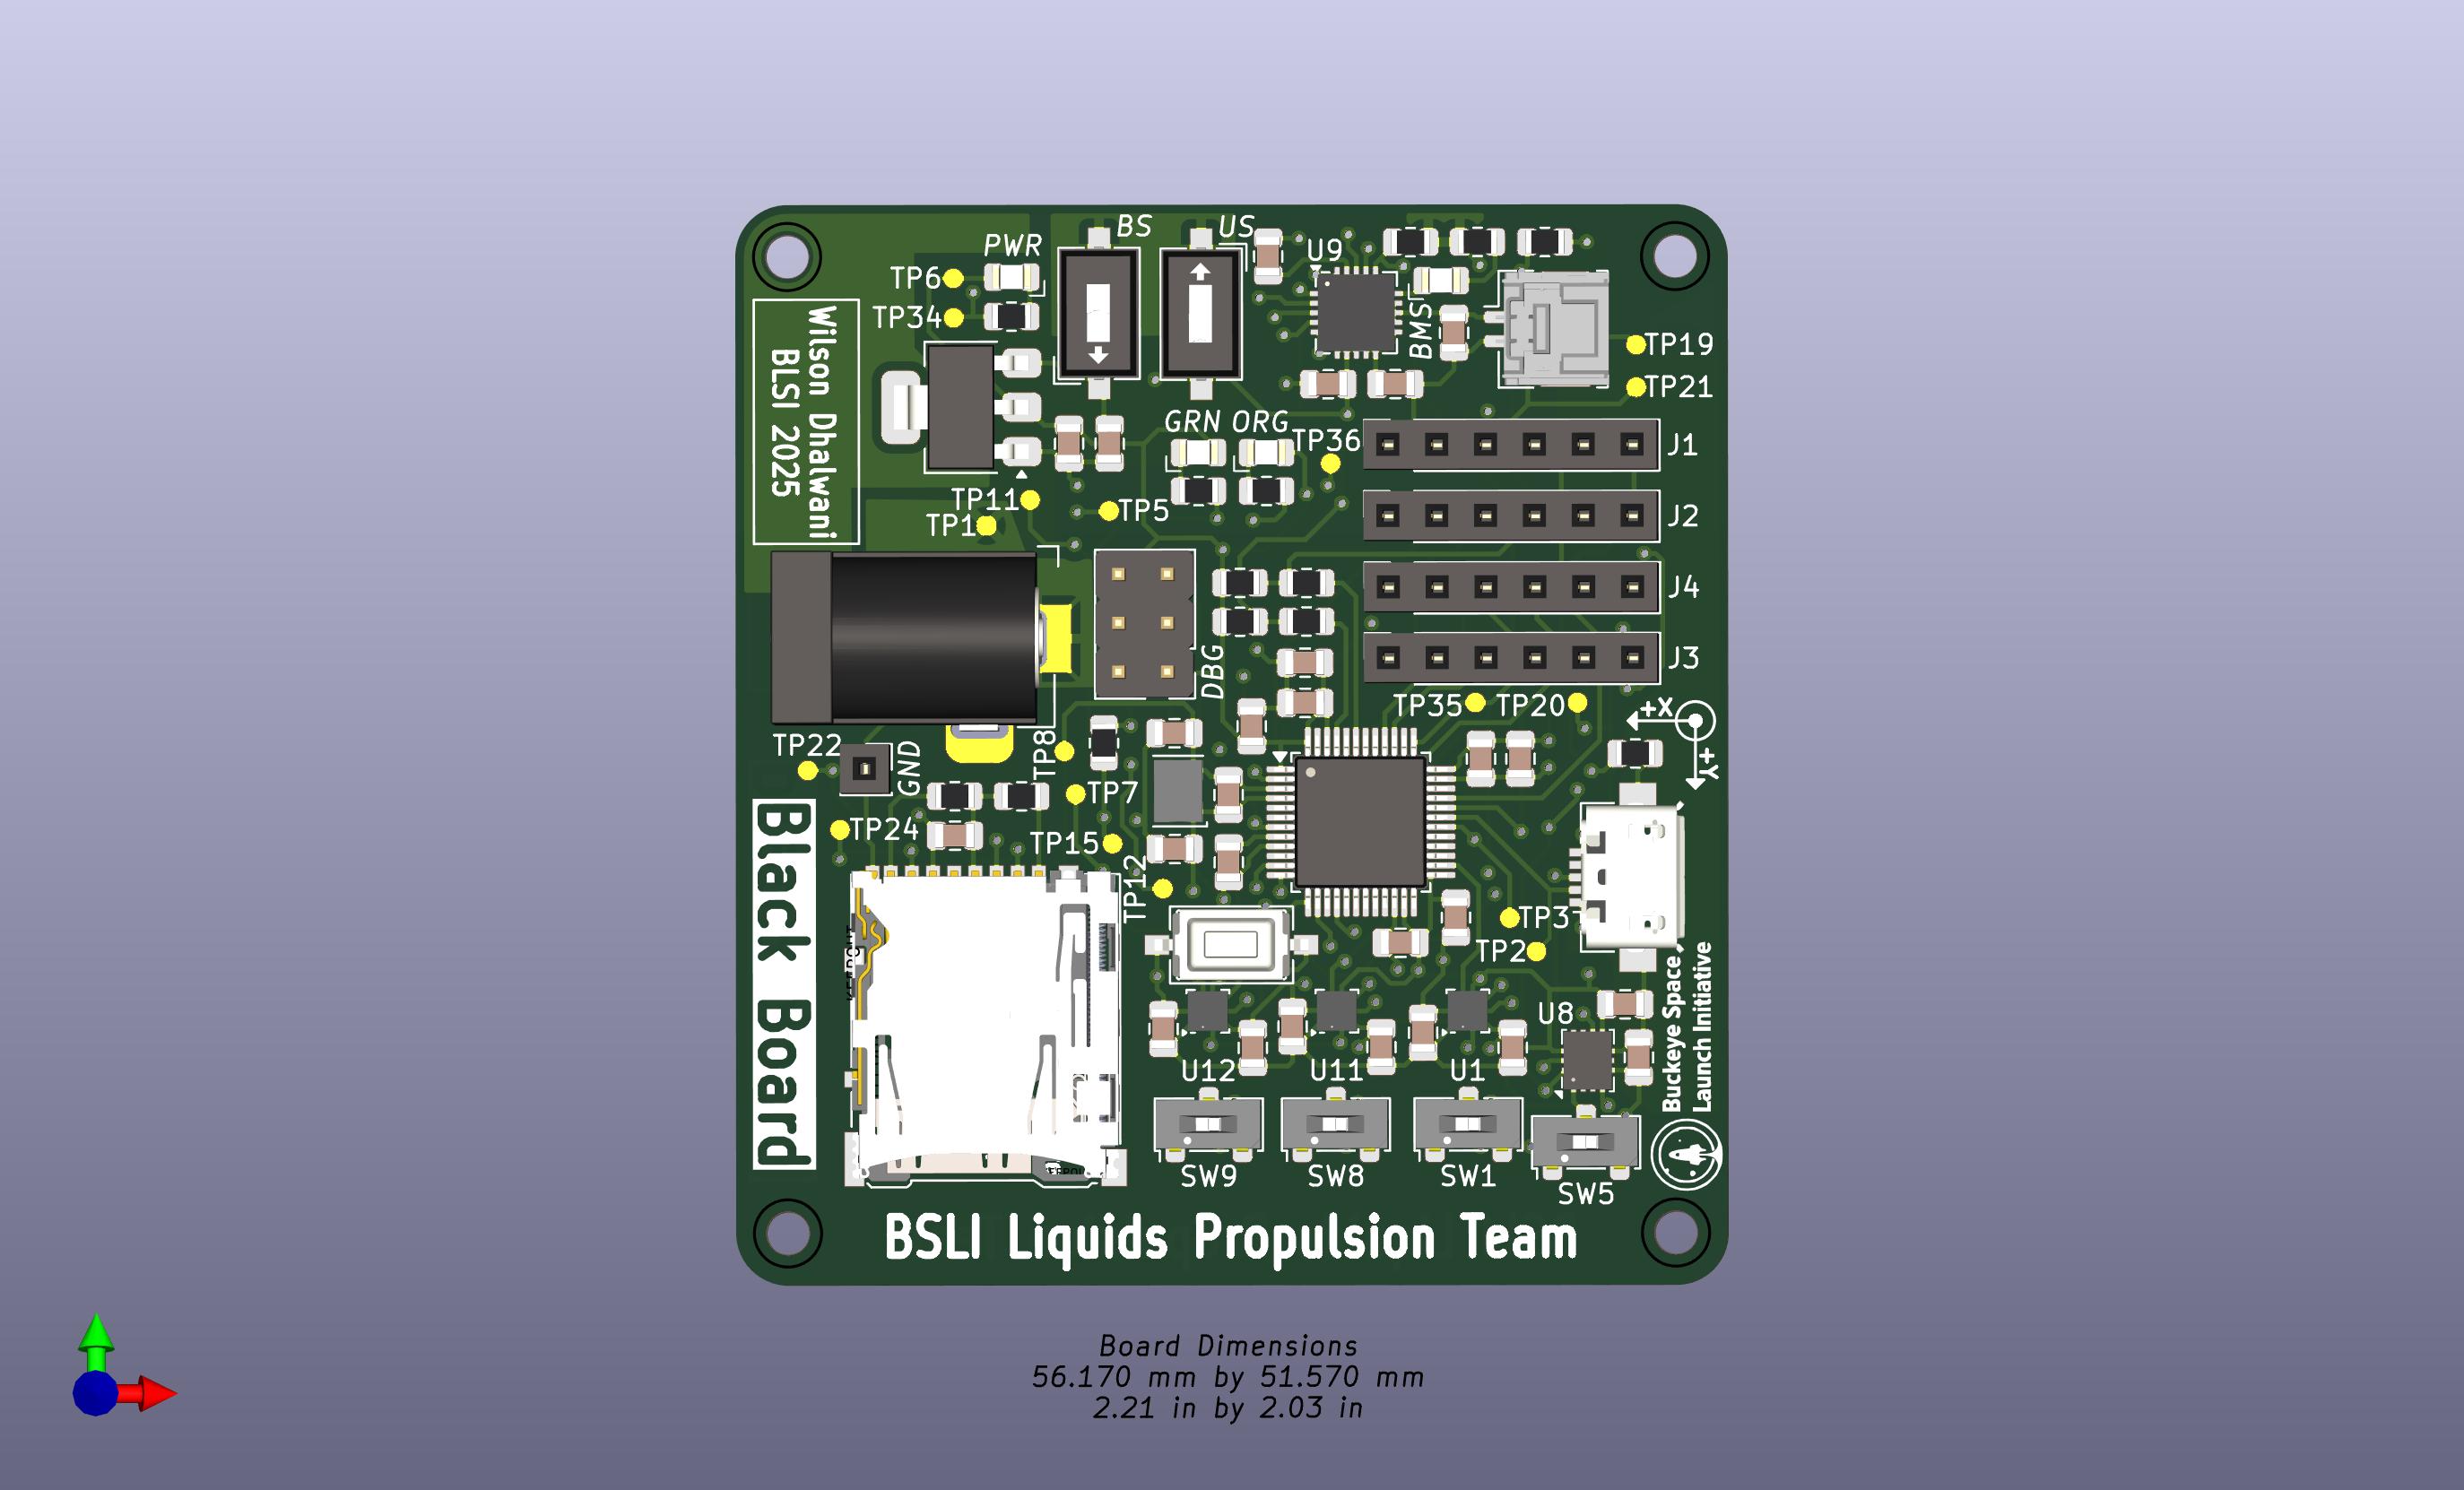 BS
US
PWR
U9
TP6
TP34
BMS
TP19
TP21
Wilson Dhalwani
BLSI 2025
GRN ORG
TP36
J1
TP11
TP1
TP5
J2
J4
DBG
J3
TP35
TP20
+X
+Y
TP22
GND
TP8
TP7
TP24
TP15
TP12
Black Board
TP3
TP2
Buckeye Space
Launch Initiative
U8
U12
U11
U1
SW9
SW8
SW1
SW5
BSLI Liquids Propulsion Team
Board Dimensions
56.170 mm by 51.570 mm
2.21 in by 2.03 in